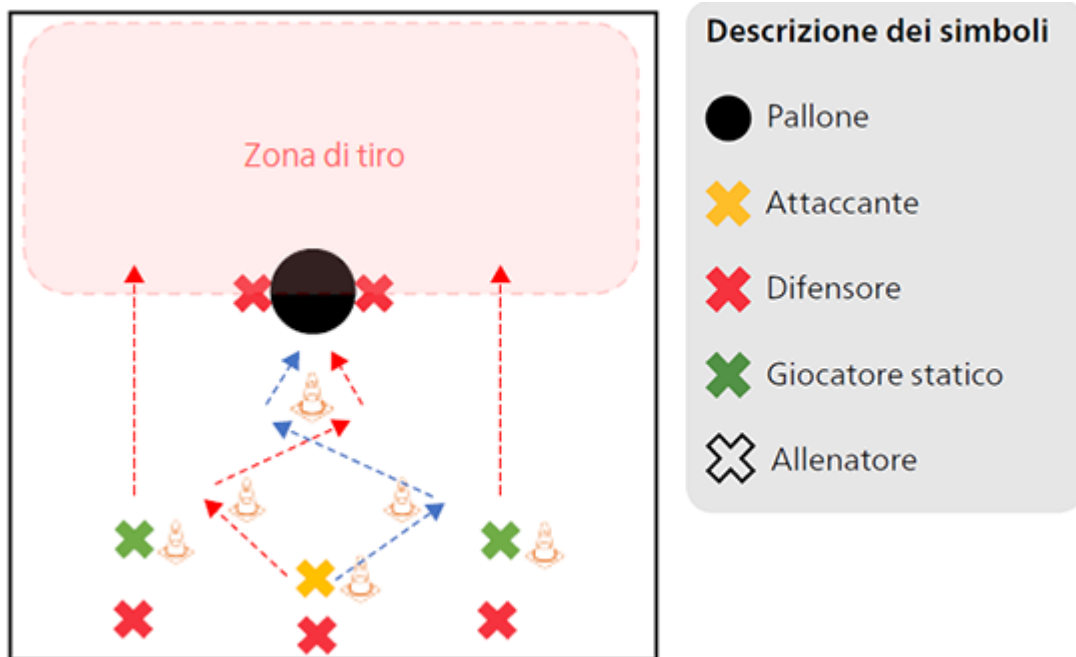 Zona di tiro
Descrizione dei simboli
Pallone
Attaccante
Difensore
Giocatore statico
Allenatore